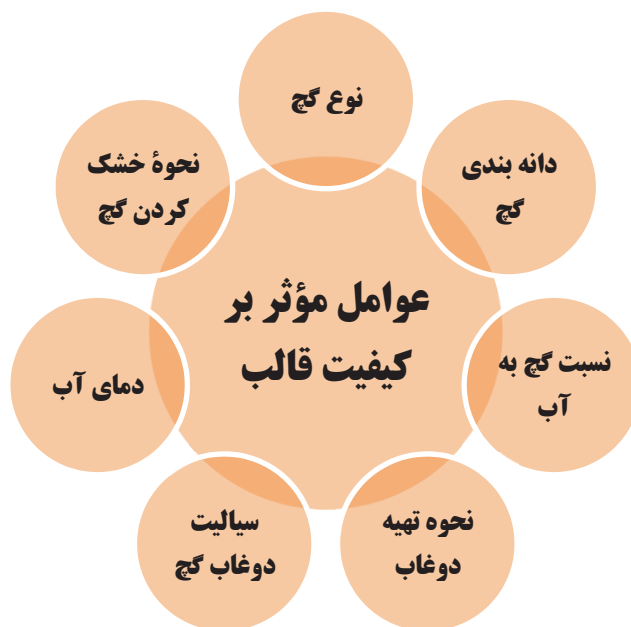 نوع گچ
دانه بندی
گچ
نسبت گچ به
آب
نحوه تهیه
دوغاب
سیالیت
دوغاب گچ
دمای آب
نحوهٔ خشک
کردن گچ
عوامل مؤثر بر
کیفیت قالب